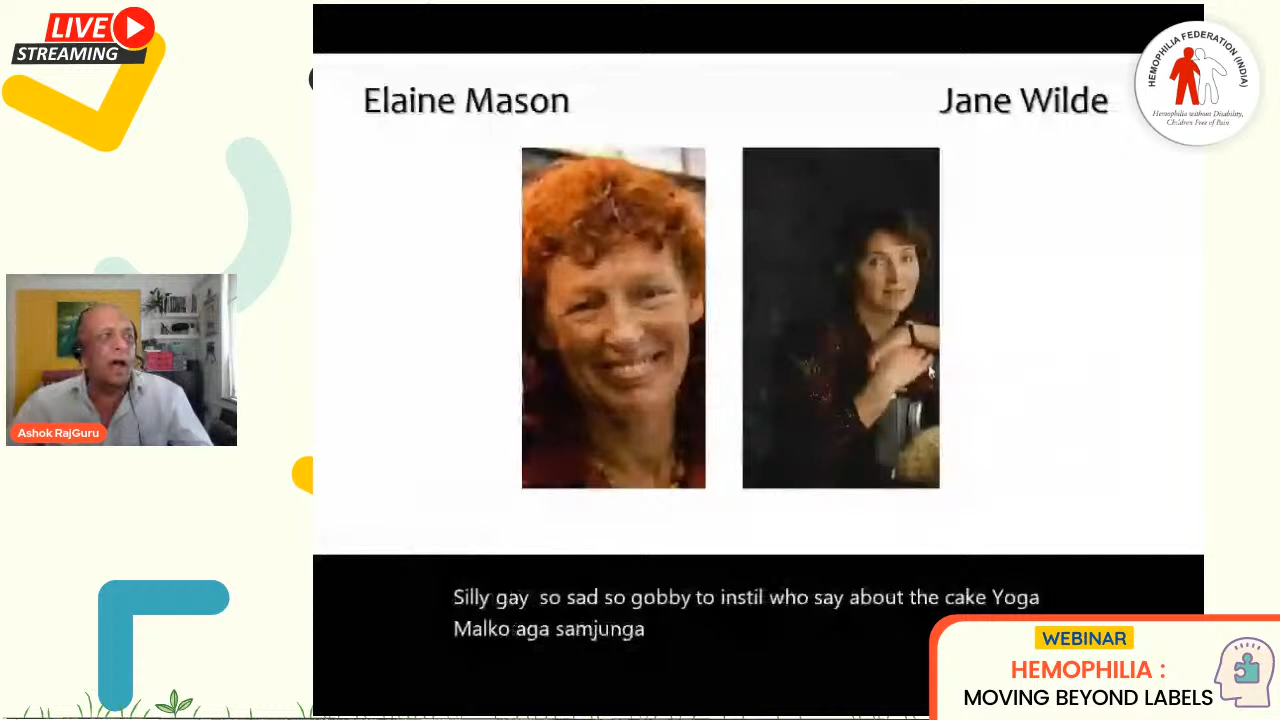 LIVE
STREAMING
Elaine Mason
Jane Wilde
HEMOPHILIA FEDERATION (INDIA)
Hemophilia without Disability,
Children Free of Pain
Ashok RajGuru
Silly gay so sad so gobby to instil who say about the cake Yoga
Malko aga samjunga
WEBINAR
HEMOPHILIA :
MOVING BEYOND LABELS